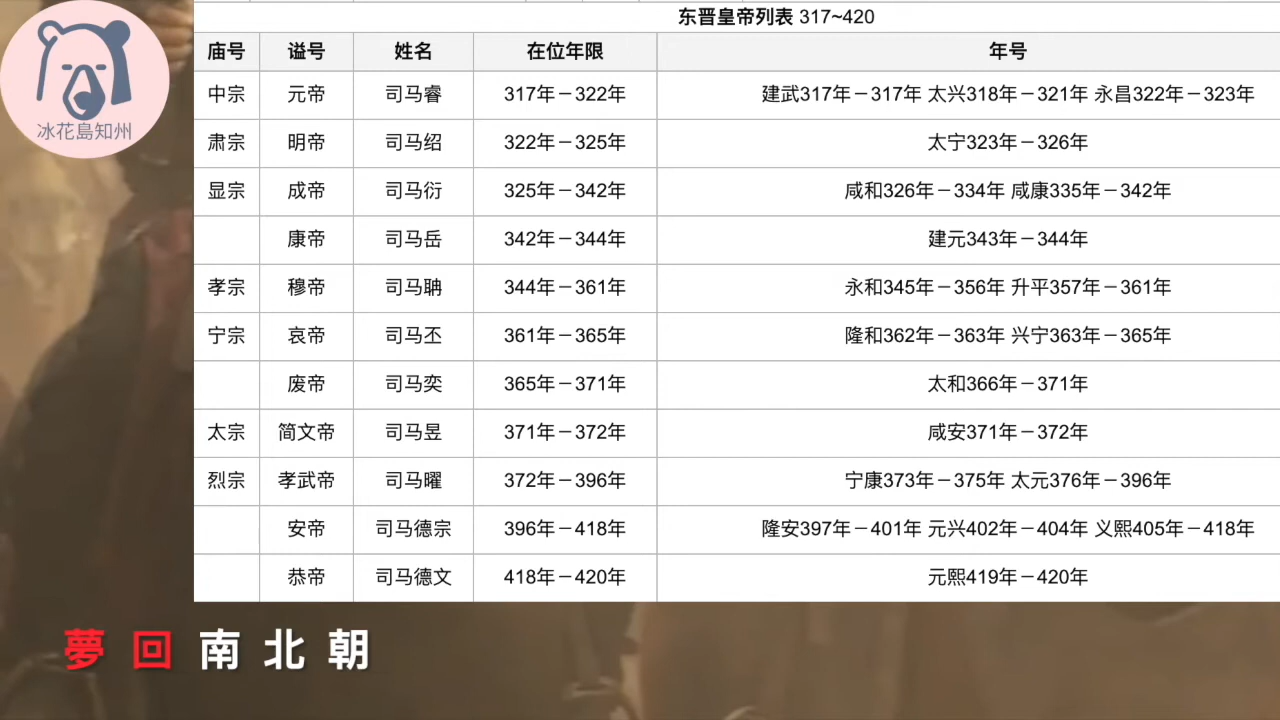 东晋皇帝列表 317~420
庙号 谥号 姓名 在位年限 年号
中宗 元帝 司马睿 317年－322年 建武317年－317年 太兴318年－321年 永昌322年－323年
肃宗 明帝 司马绍 322年－325年 太宁323年－326年
显宗 成帝 司马衍 325年－342年 咸和326年－334年 咸康335年－342年
康帝 司马岳 342年－344年 建元343年－344年
孝宗 穆帝 司马聃 344年－361年 永和345年－356年 升平357年－361年
宁宗 哀帝 司马丕 361年－365年 隆和362年－363年 兴宁363年－365年
废帝 司马奕 365年－371年 太和366年－371年
太宗 简文帝 司马昱 371年－372年 咸安371年－372年
烈宗 孝武帝 司马曜 372年－396年 宁康373年－375年 太元376年－396年
安帝 司马德宗 396年－418年 隆安397年－401年 元兴402年－404年 义熙405年－418年
恭帝 司马德文 418年－420年 元熙419年－420年
冰花島知州
夢回南北朝